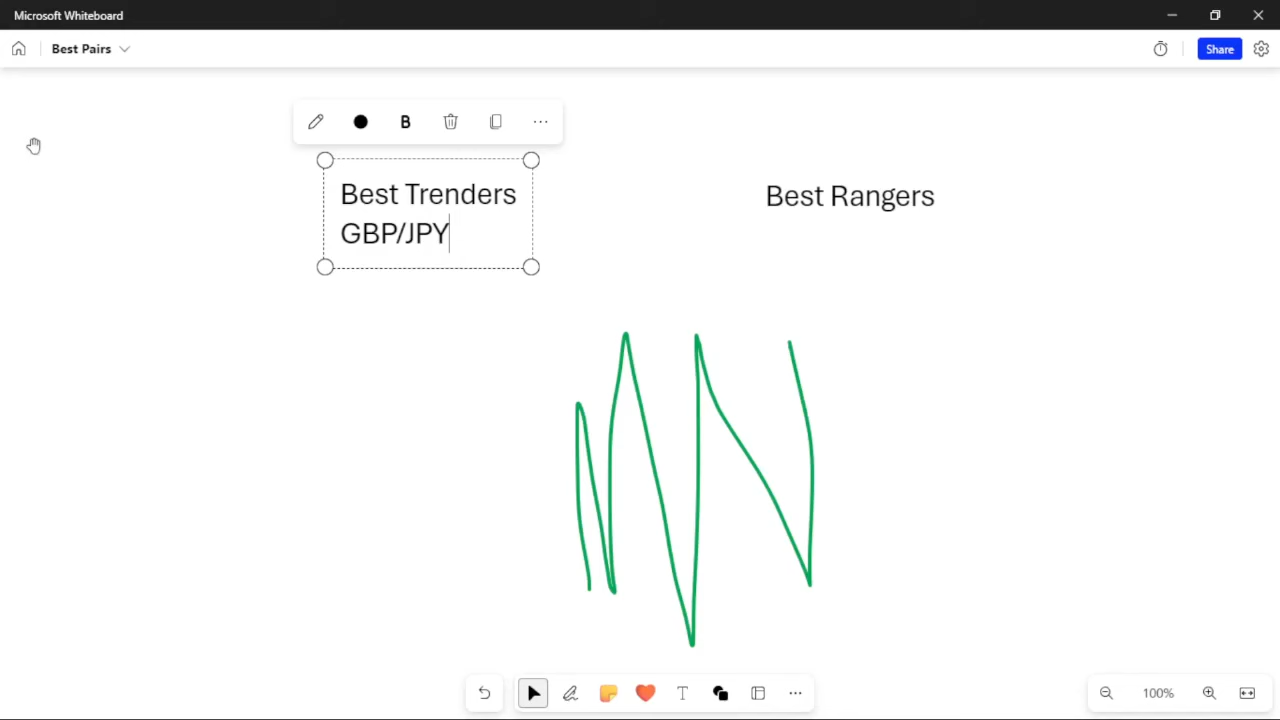 Microsoft Whiteboard
Best Pairs
Share
B
Best Trenders
GBP/JPY
Best Rangers
T
100%